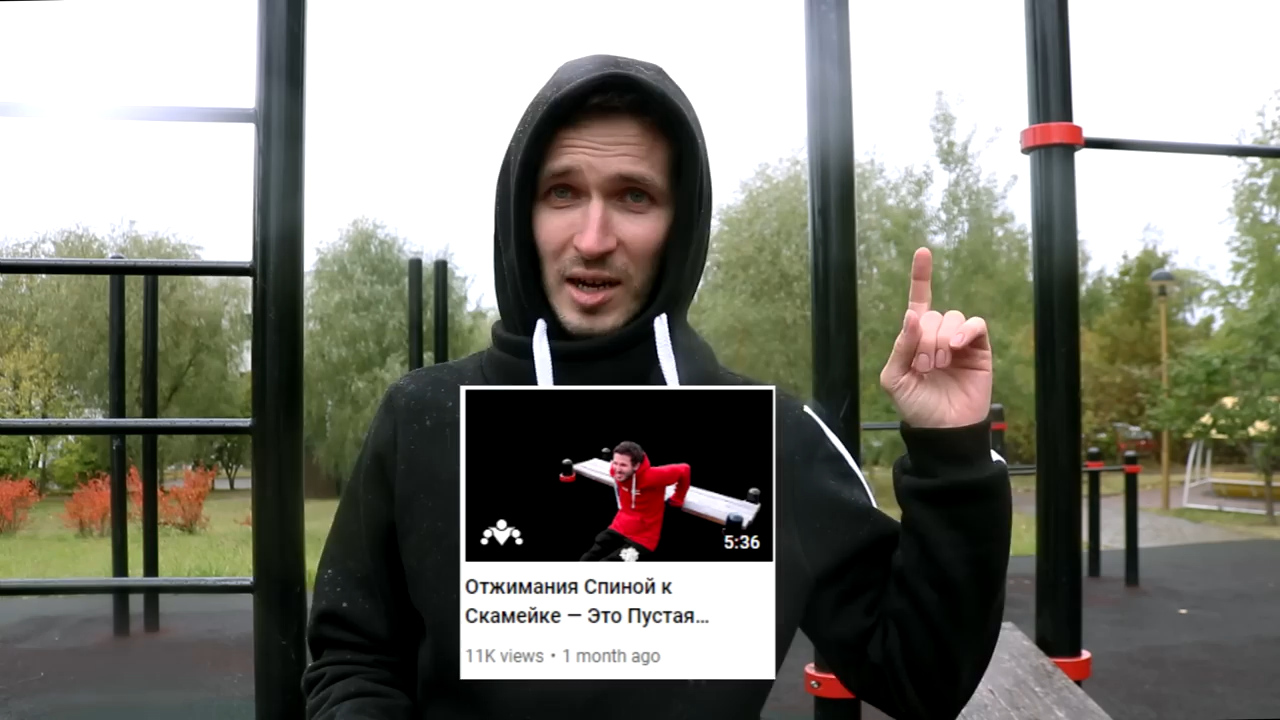 5:36
Отжимания Спиной к
Скамейке — Это Пустая...
11K views • 1 month ago